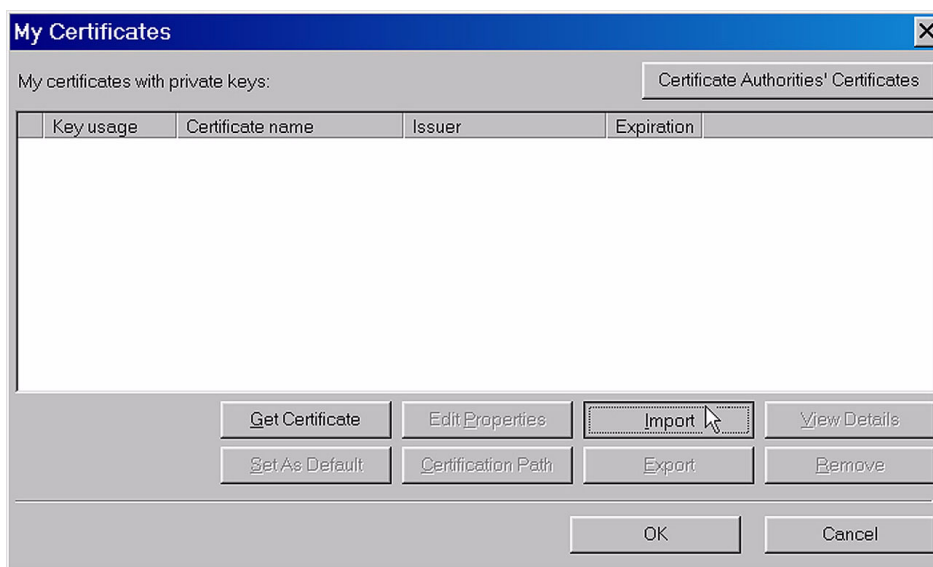 My Certificates
My certificates with private keys:
Certificate Authorities' Certificates
Key usage Certificate name Issuer Expiration
Get Certificate Edit Properties Import View Details
Set As Default Certification Path Export Remove
OK Cancel